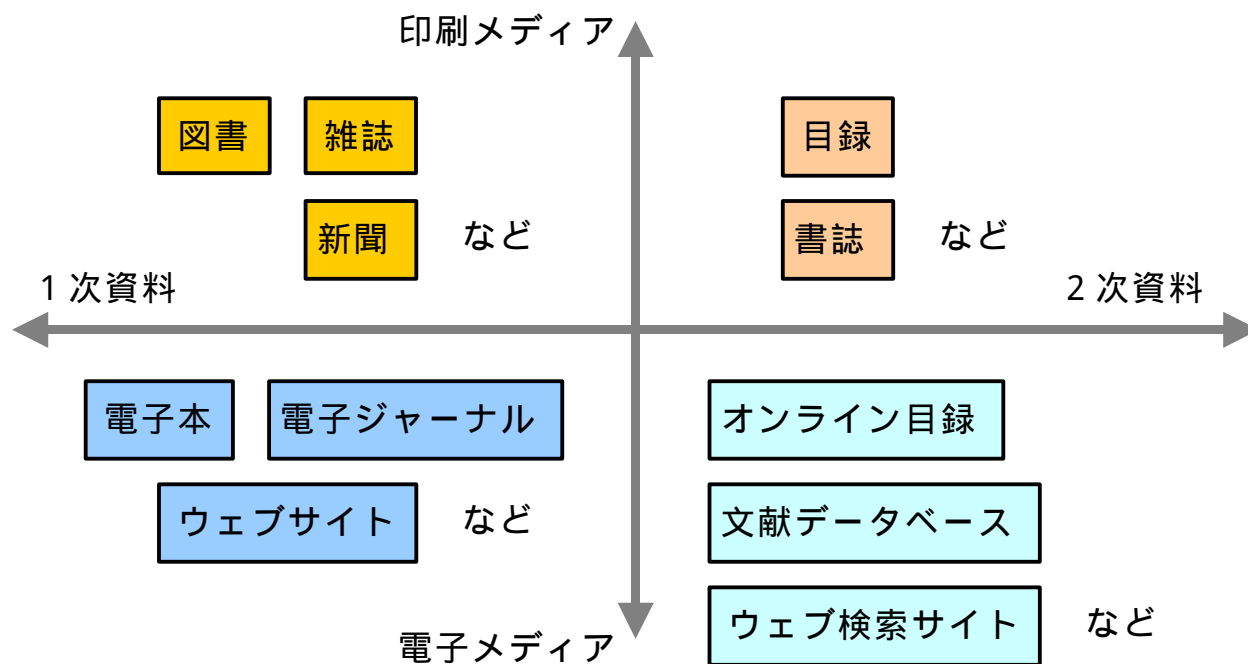 印刷メディア
図書 雑誌 目録
新聞 など 書誌 など
1次資料 2次資料
電子本 電子ジャーナル オンライン目録
ウェブサイト など 文献データベース
ウェブ検索サイト など
電子メディア